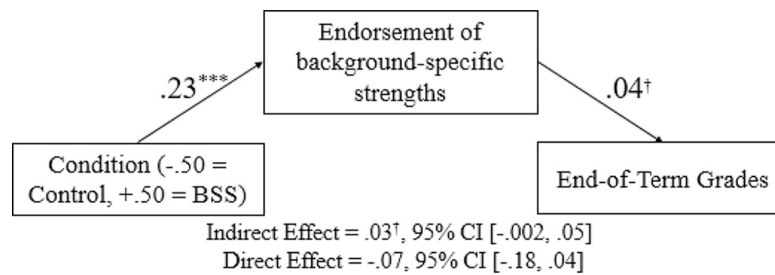 Endorsement of
background-specific
strengths
.23***
.04†
Condition (-.50 =
Control, +.50 = BSS)
End-of-Term Grades
Indirect Effect = .03†, 95% CI [-.002, .05]
Direct Effect = -.07, 95% CI [-.18, .04]